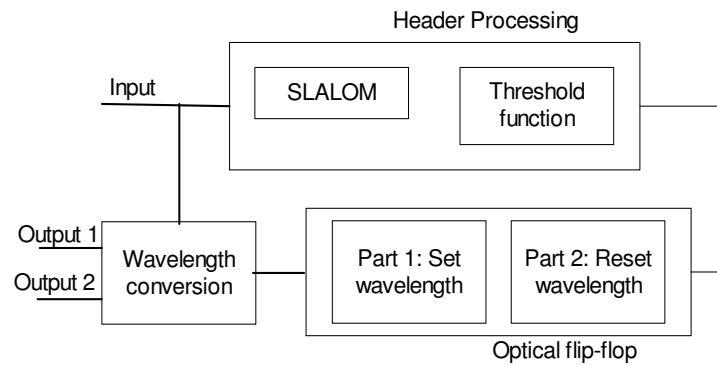 Header Processing
Input
SLALOM
Threshold
function
Output 1
Output 2
Wavelength
conversion
Part 1: Set
wavelength
Part 2: Reset
wavelength
Optical flip-flop